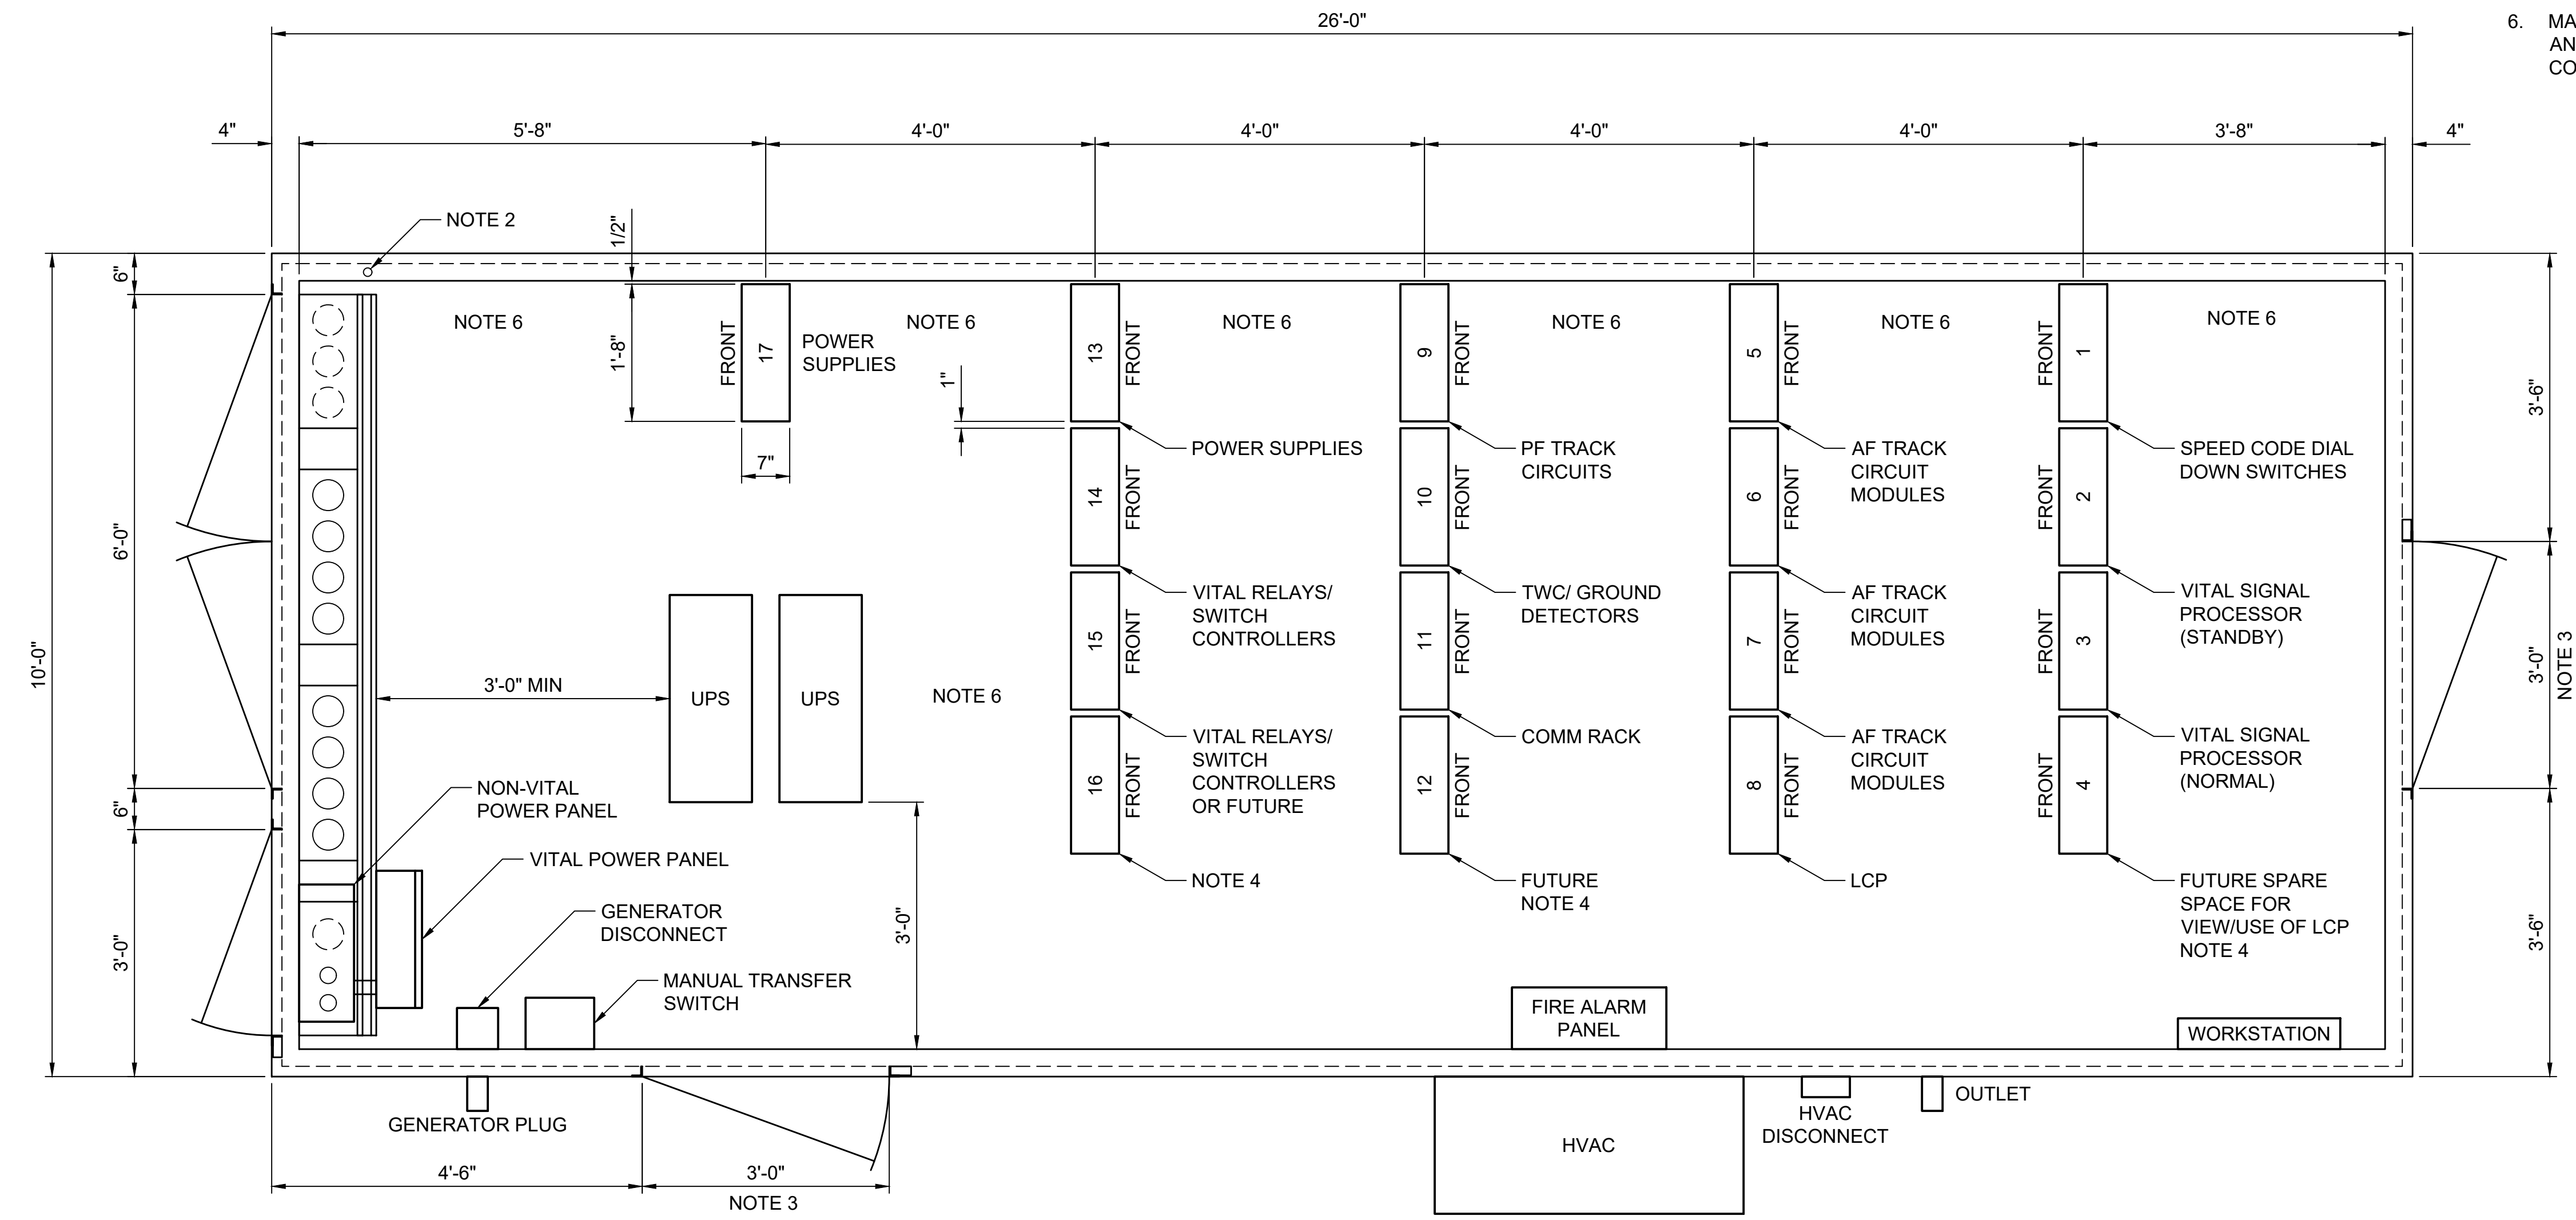 26'-0"
6. MA
AN
CO
4"
5'-8"
4'-0"
4'-0"
4'-0"
4'-0"
3'-8"
4"
NOTE 2
1/2"
6"
6'-0"
10'-0"
6"
3'-0"
NOTE 6
1'-8"
7"
FRONT
17
POWER
SUPPLIES
NOTE 6
1"
13
FRONT
NOTE 6
POWER SUPPLIES
14
FRONT
VITAL RELAYS/
SWITCH
CONTROLLERS
15
FRONT
VITAL RELAYS/
SWITCH
CONTROLLERS
OR FUTURE
16
FRONT
NOTE 4
9
FRONT
NOTE 6
PF TRACK
CIRCUITS
10
FRONT
TWC/ GROUND
DETECTORS
11
FRONT
COMM RACK
12
FRONT
FUTURE
NOTE 4
5
FRONT
NOTE 6
AF TRACK
CIRCUIT
MODULES
6
FRONT
AF TRACK
CIRCUIT
MODULES
7
FRONT
AF TRACK
CIRCUIT
MODULES
8
FRONT
LCP
FRONT
1
NOTE 6
SPEED CODE DIAL
DOWN SWITCHES
FRONT
2
VITAL SIGNAL
PROCESSOR
(STANDBY)
FRONT
3
VITAL SIGNAL
PROCESSOR
(NORMAL)
FRONT
4
FUTURE SPARE
SPACE FOR
VIEW/USE OF LCP
NOTE 4
3'-6"
3'-0"
NOTE 3
3'-6"
3'-0" MIN
UPS
UPS
NOTE 6
NON-VITAL
POWER PANEL
VITAL POWER PANEL
GENERATOR
DISCONNECT
MANUAL TRANSFER
SWITCH
3'-0"
FIRE ALARM
PANEL
WORKSTATION
GENERATOR PLUG
4'-6"
3'-0"
NOTE 3
HVAC
HVAC
DISCONNECT
OUTLET